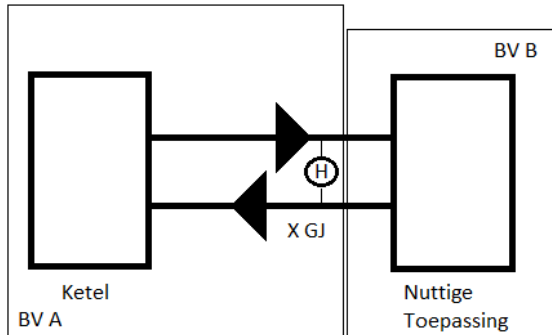 BV B
H
X GJ
Ketel
Nuttige
Toepassing
BV A